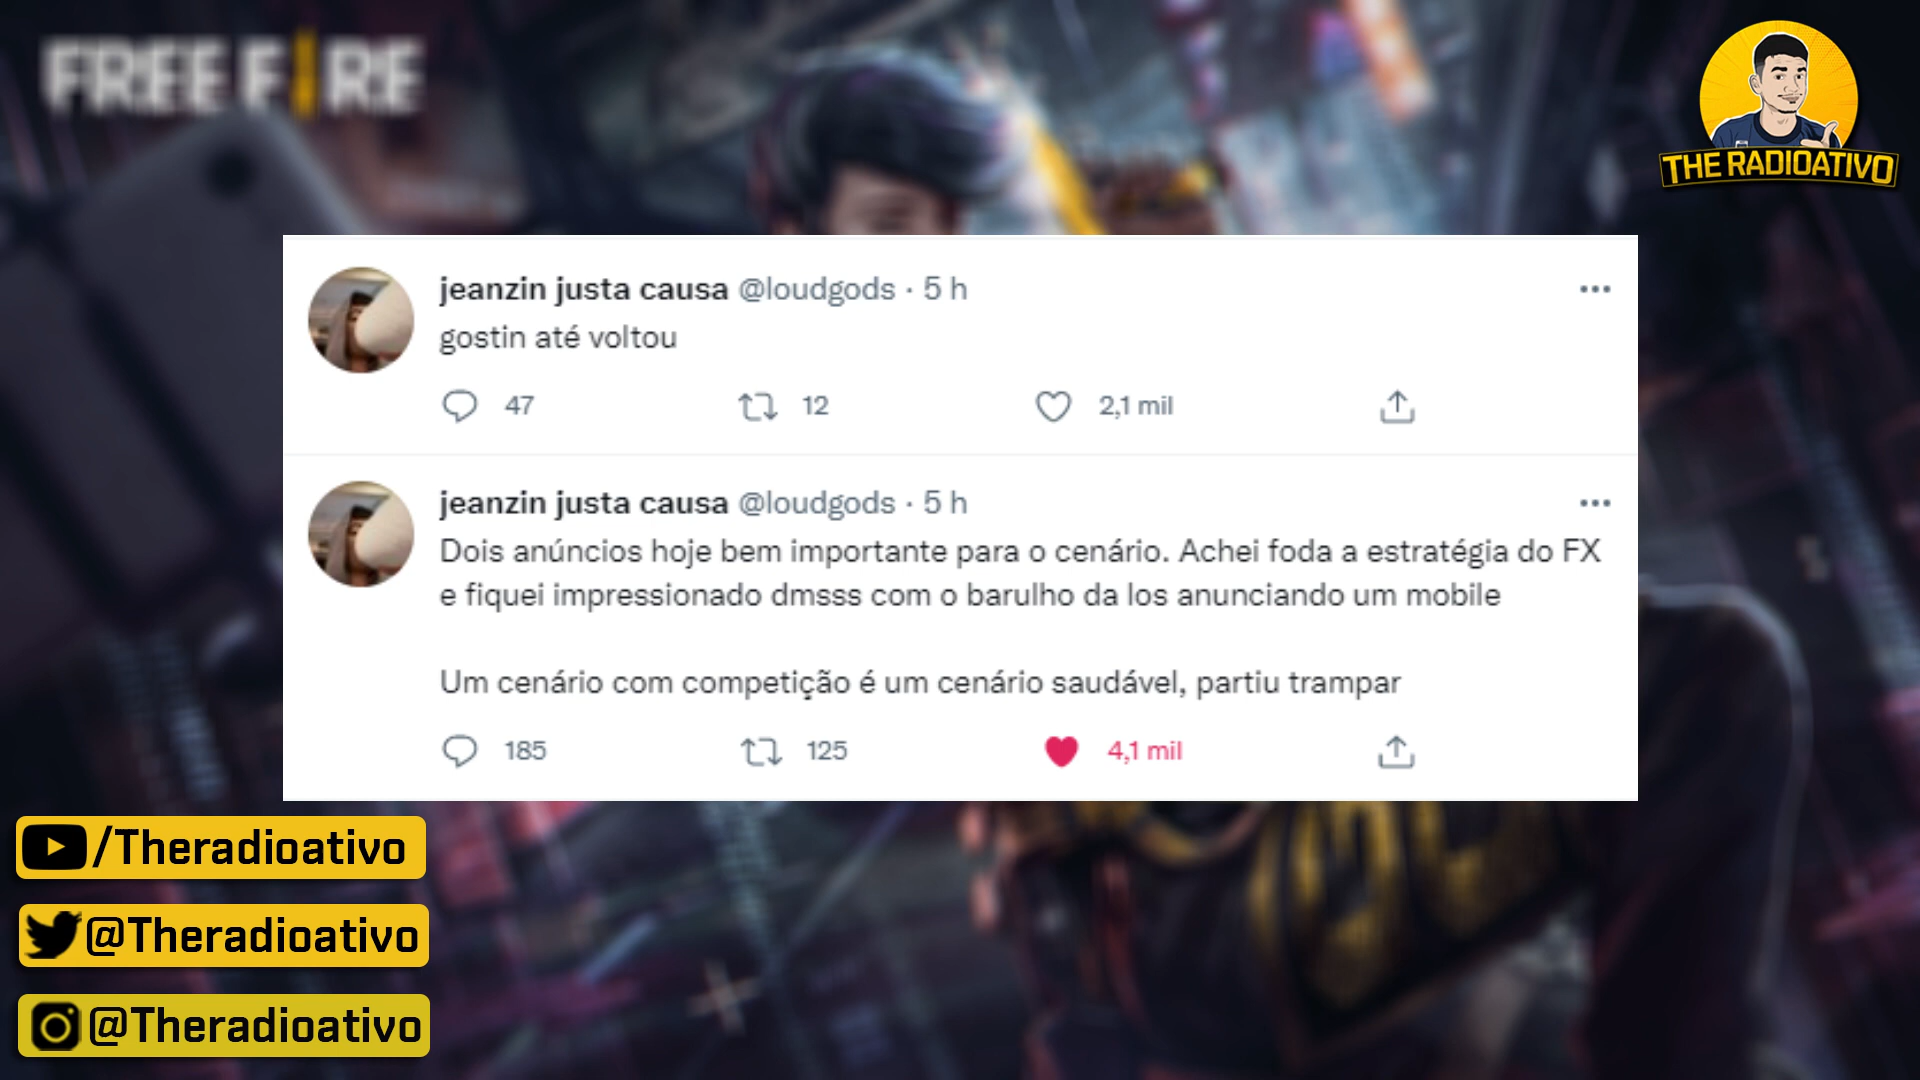 FREE FIRE
THE RADIOATIVO
jeanzin justa causa @loudgods · 5 h
gostin até voltou
47 12 2,1 mil
jeanzin justa causa @loudgods · 5 h
Dois anúncios hoje bem importante para o cenário. Achei foda a estratégia do FX
e fiquei impressionado dmsss com o barulho da los anunciando um mobile
Um cenário com competição é um cenário saudável, partiu trampar
185 125 4,1 mil
/Theradioativo
@Theradioativo
@Theradioativo